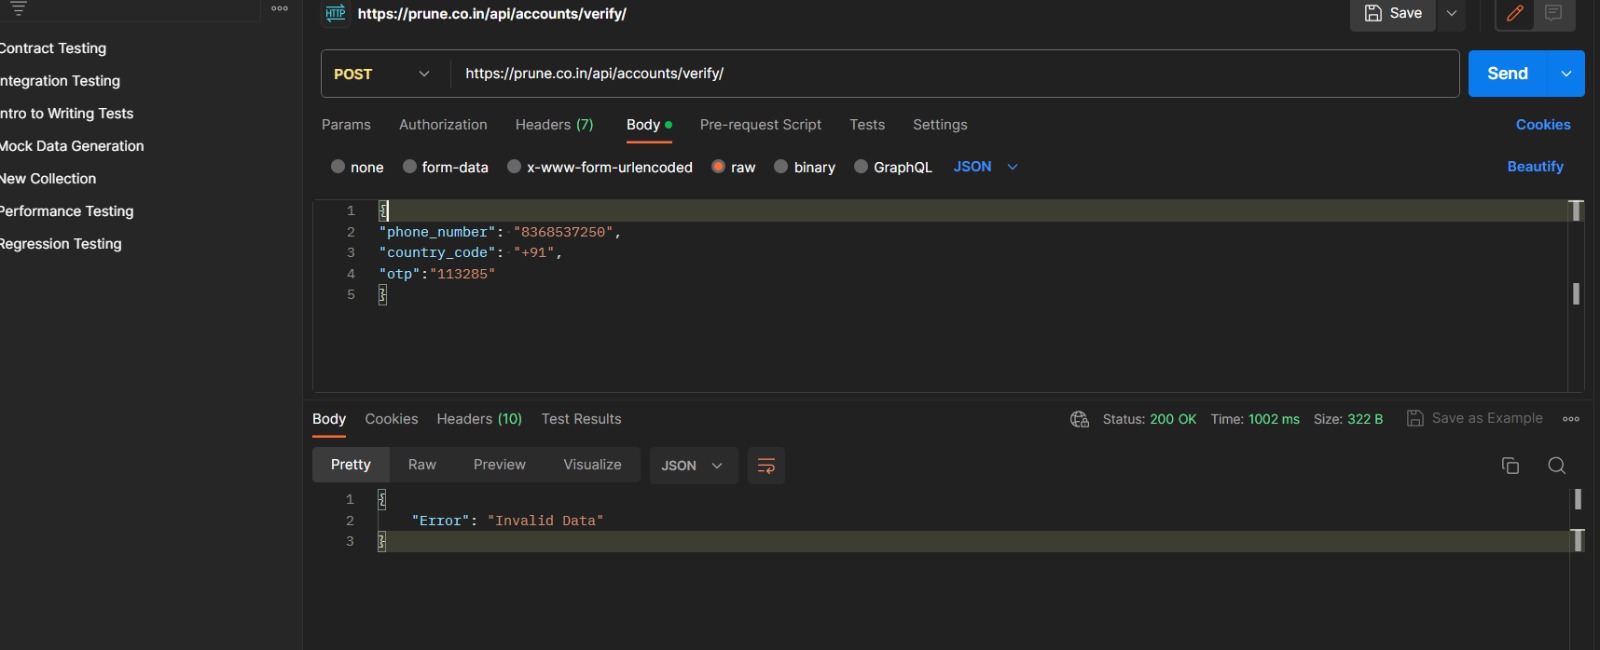 HTTP https://prune.co.in/api/accounts/verify/
Save
Contract Testing
ntegration Testing
ntro to Writing Tests
Mock Data Generation
New Collection
Performance Testing
Regression Testing
POST https://prune.co.in/api/accounts/verify/ Send
Params Authorization Headers (7) Body Pre-request Script Tests Settings Cookies
none form-data x-www-form-urlencoded raw binary GraphQL JSON Beautify
1 {
2 "phone_number": "8368537250",
3 "country_code": "+91",
4 "otp":"113285"
5 }
Body Cookies Headers (10) Test Results Status: 200 OK Time: 1002 ms Size: 322 B Save as Example
Pretty Raw Preview Visualize JSON
1 {
2 "Error": "Invalid Data"
3 }